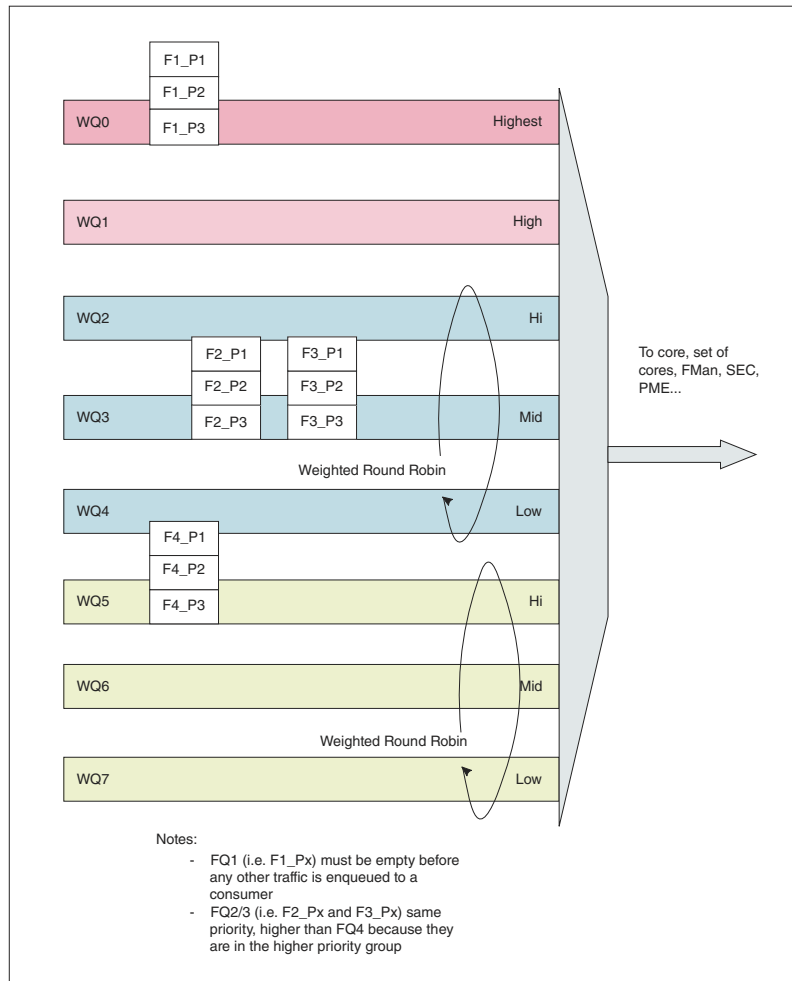 F1_P1
F1_P2
WQ0
F1_P3
Highest
WQ1
High
WQ2
Hi
F2_P1
F3_P1
F2_P2
F3_P2
WQ3
F2_P3
F3_P3
Mid
To core, set of
cores, FMan, SEC,
PME...
Weighted Round Robin
WQ4
Low
F4_P1
F4_P2
WQ5
F4_P3
Hi
WQ6
Mid
Weighted Round Robin
WQ7
Low
Notes:
- FQ1 (i.e. F1_Px) must be empty before
any other traffic is enqueued to a
consumer
- FQ2/3 (i.e. F2_Px and F3_Px) same
priority, higher than FQ4 because they
are in the higher priority group